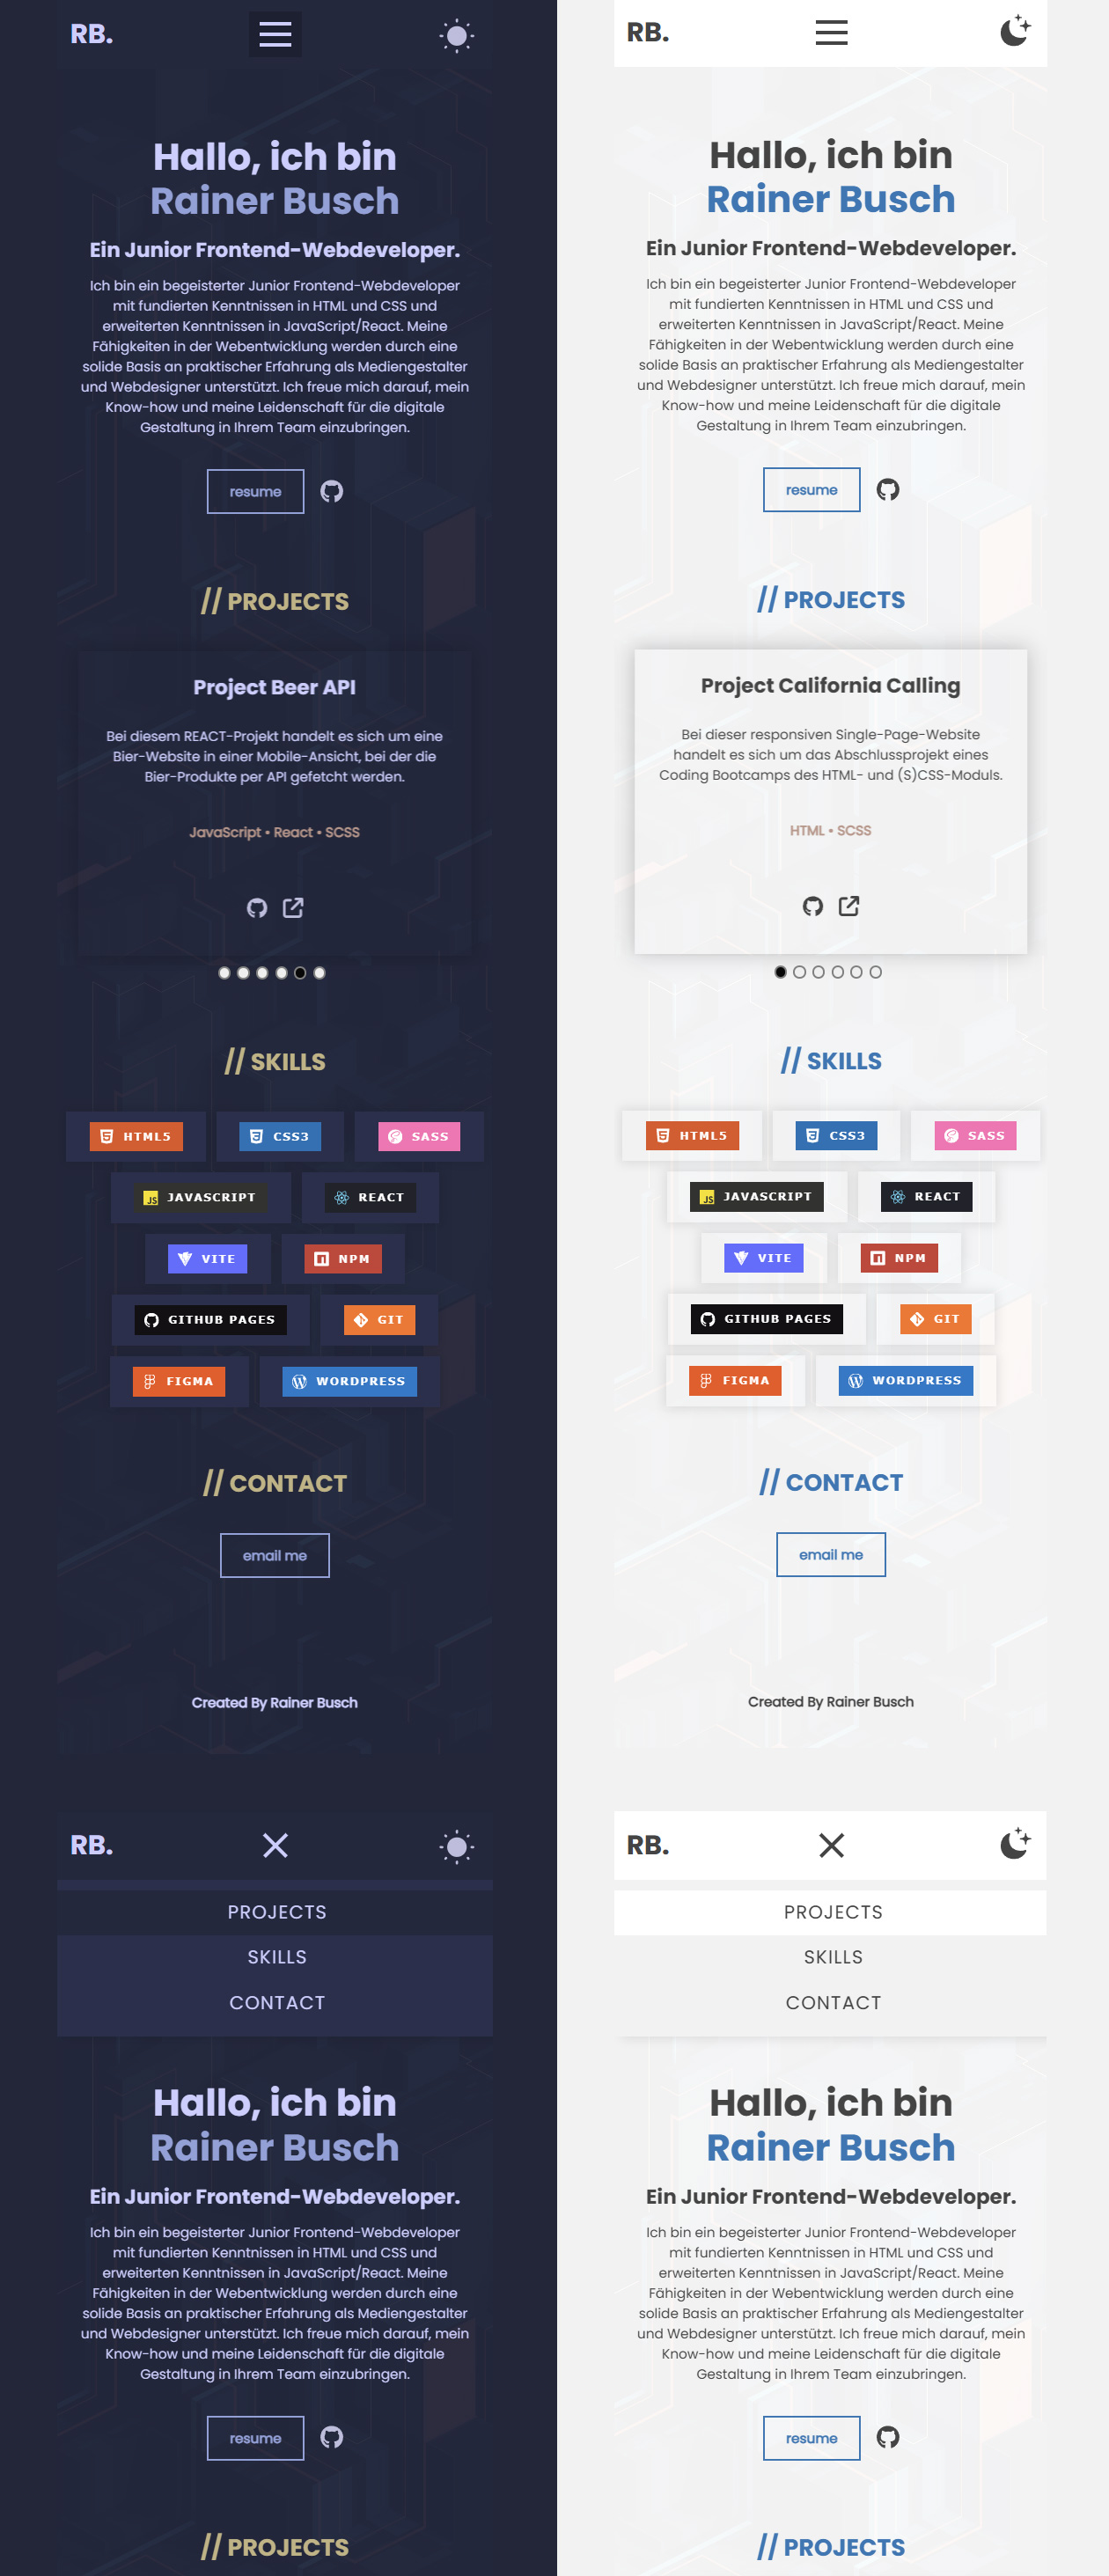 RB.
Hallo, ich bin
Rainer Busch
Ein Junior Frontend-Webdeveloper.
Ich bin ein begeisterter Junior Frontend-Webdeveloper
mit fundierten Kenntnissen in HTML und CSS und
erweiterten Kenntnissen in JavaScript/React. Meine
Fähigkeiten in der Webentwicklung werden durch eine
solide Basis an praktischer Erfahrung als Mediengestalter
und Webdesigner unterstützt. Ich freue mich darauf, mein
Know-how und meine Leidenschaft für die digitale
Gestaltung in Ihrem Team einzubringen.
resume
// PROJECTS
Project Beer API
Bei diesem REACT-Projekt handelt es sich um eine
Bier-Website in einer Mobile-Ansicht, bei der die
Bier-Produkte per API gefetcht werden.
JavaScript • React • SCSS
// SKILLS
HTML5 CSS3 SASS
JS JAVASCRIPT REACT
VITE NPM
GITHUB PAGES GIT
FIGMA WORDPRESS
// CONTACT
email me
Created By Rainer Busch
RB.
PROJECTS
SKILLS
CONTACT
Hallo, ich bin
Rainer Busch
Ein Junior Frontend-Webdeveloper.
Ich bin ein begeisterter Junior Frontend-Webdeveloper
mit fundierten Kenntnissen in HTML und CSS und
erweiterten Kenntnissen in JavaScript/React. Meine
Fähigkeiten in der Webentwicklung werden durch eine
solide Basis an praktischer Erfahrung als Mediengestalter
und Webdesigner unterstützt. Ich freue mich darauf, mein
Know-how und meine Leidenschaft für die digitale
Gestaltung in Ihrem Team einzubringen.
resume
// PROJECTS
RB.
Hallo, ich bin
Rainer Busch
Ein Junior Frontend-Webdeveloper.
Ich bin ein begeisterter Junior Frontend-Webdeveloper
mit fundierten Kenntnissen in HTML und CSS und
erweiterten Kenntnissen in JavaScript/React. Meine
Fähigkeiten in der Webentwicklung werden durch eine
solide Basis an praktischer Erfahrung als Mediengestalter
und Webdesigner unterstützt. Ich freue mich darauf, mein
Know-how und meine Leidenschaft für die digitale
Gestaltung in Ihrem Team einzubringen.
resume
// PROJECTS
Project California Calling
Bei dieser responsiven Single-Page-Website
handelt es sich um das Abschlussprojekt eines
Coding Bootcamps des HTML- und (S)CSS-Moduls.
HTML • SCSS
// SKILLS
HTML5 CSS3 SASS
JS JAVASCRIPT REACT
VITE NPM
GITHUB PAGES GIT
FIGMA WORDPRESS
// CONTACT
email me
Created By Rainer Busch
RB.
PROJECTS
SKILLS
CONTACT
Hallo, ich bin
Rainer Busch
Ein Junior Frontend-Webdeveloper.
Ich bin ein begeisterter Junior Frontend-Webdeveloper
mit fundierten Kenntnissen in HTML und CSS und
erweiterten Kenntnissen in JavaScript/React. Meine
Fähigkeiten in der Webentwicklung werden durch eine
solide Basis an praktischer Erfahrung als Mediengestalter
und Webdesigner unterstützt. Ich freue mich darauf, mein
Know-how und meine Leidenschaft für die digitale
Gestaltung in Ihrem Team einzubringen.
resume
// PROJECTS